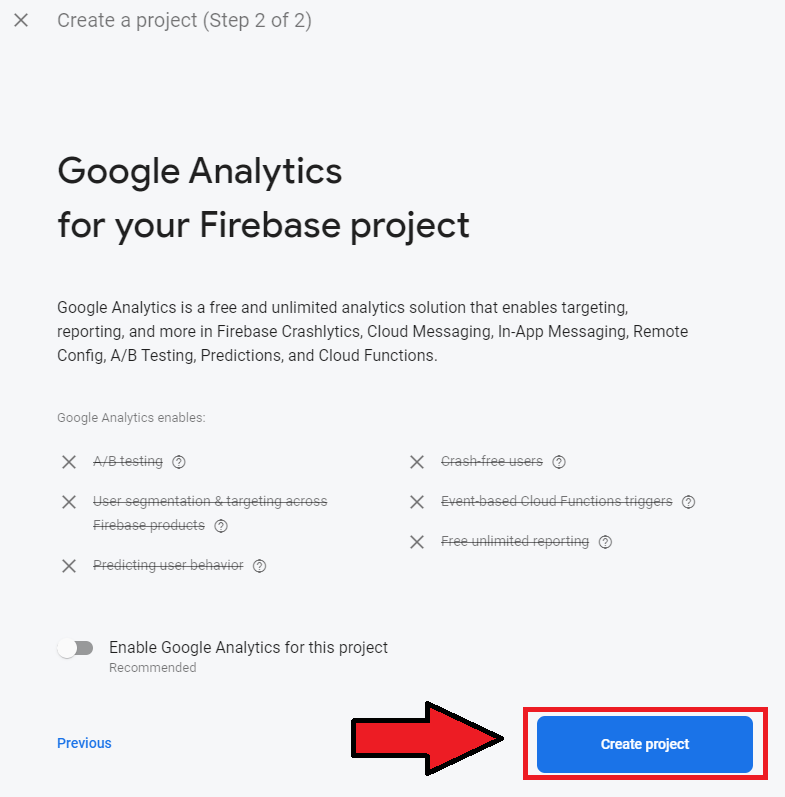 Create a project (Step 2 of 2)
Google Analytics
for your Firebase project
Google Analytics is a free and unlimited analytics solution that enables targeting,
reporting, and more in Firebase Crashlytics, Cloud Messaging, In-App Messaging, Remote
Config, A/B Testing, Predictions, and Cloud Functions.
Google Analytics enables:
A/B testing
User segmentation & targeting across
Firebase products
Predicting user behavior
Crash-free users
Event-based Cloud Functions triggers
Free unlimited reporting
Enable Google Analytics for this project
Recommended
Previous
Create project